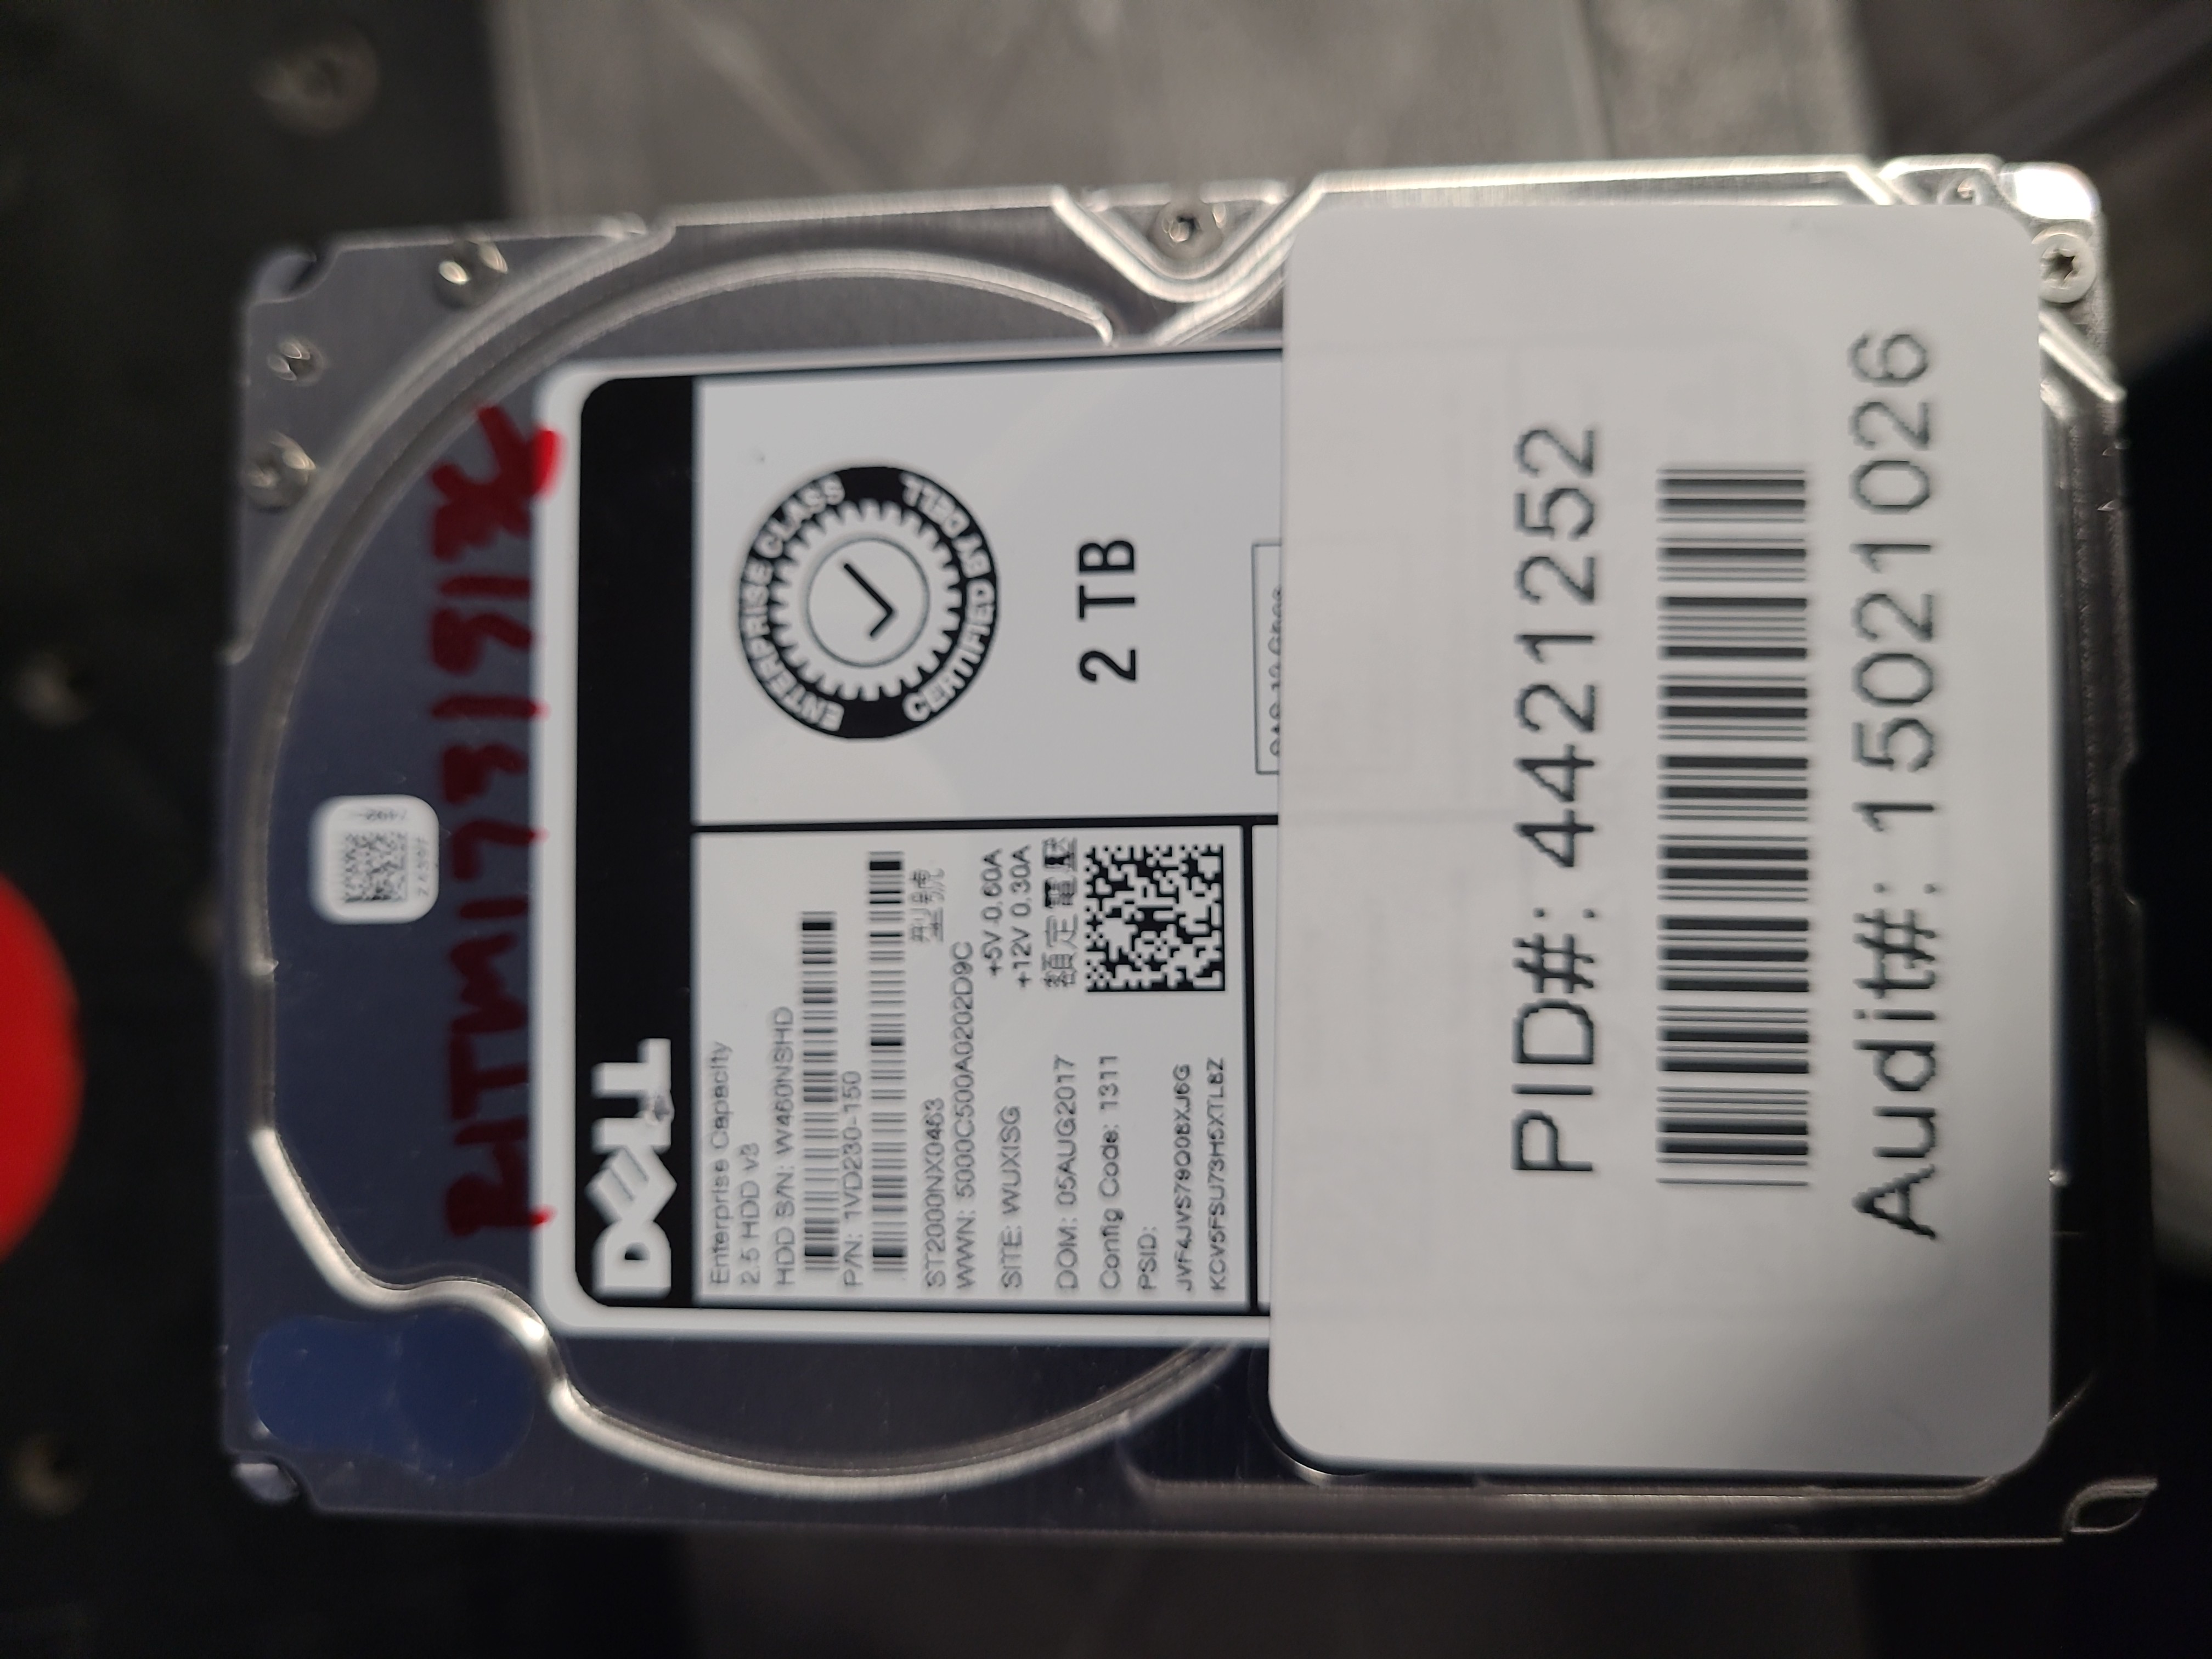 DELL
Enterprise Capacity
2.5 HDD v3
HDD S/N: W460NSHD
P/N: 1VD230-150
ST2000NX0463 型號
WWN: 5000C500A0202D9C
+5V 0.60A
SITE: WUXISG
+12V 0.30A
DOM: 05AUG2017 額定電壓
Config Code: 1311
PSID:
JVF4JVS79Q08XJ6G
KCV5FSU73H5XTL8Z
ENTERPRISE CLASS
CERTIFIED BY DELL
2 TB
PID#: 4421252
Audit#: 15021026